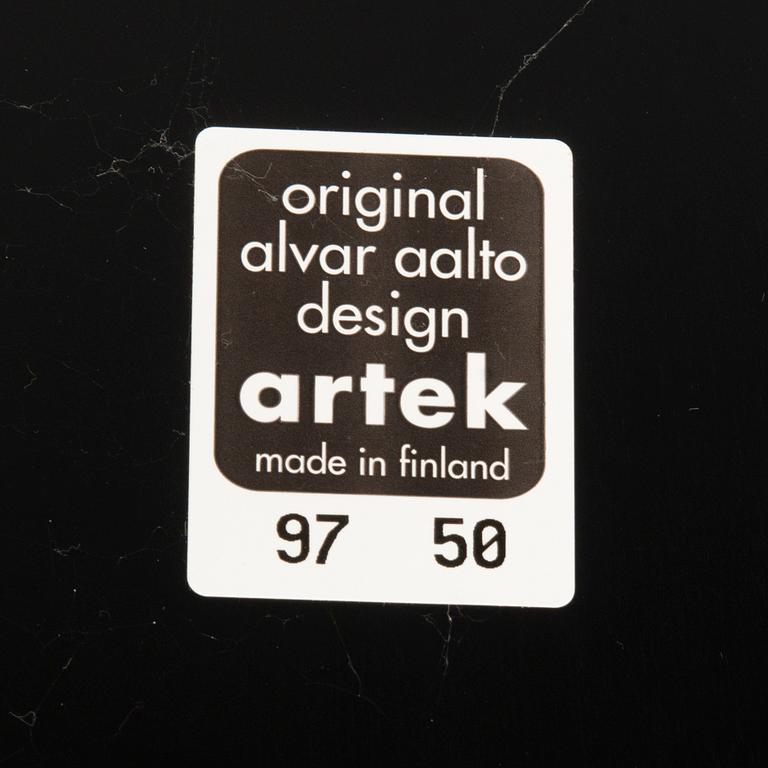 original
alvar aalto
design
artek
made in finland
97 50